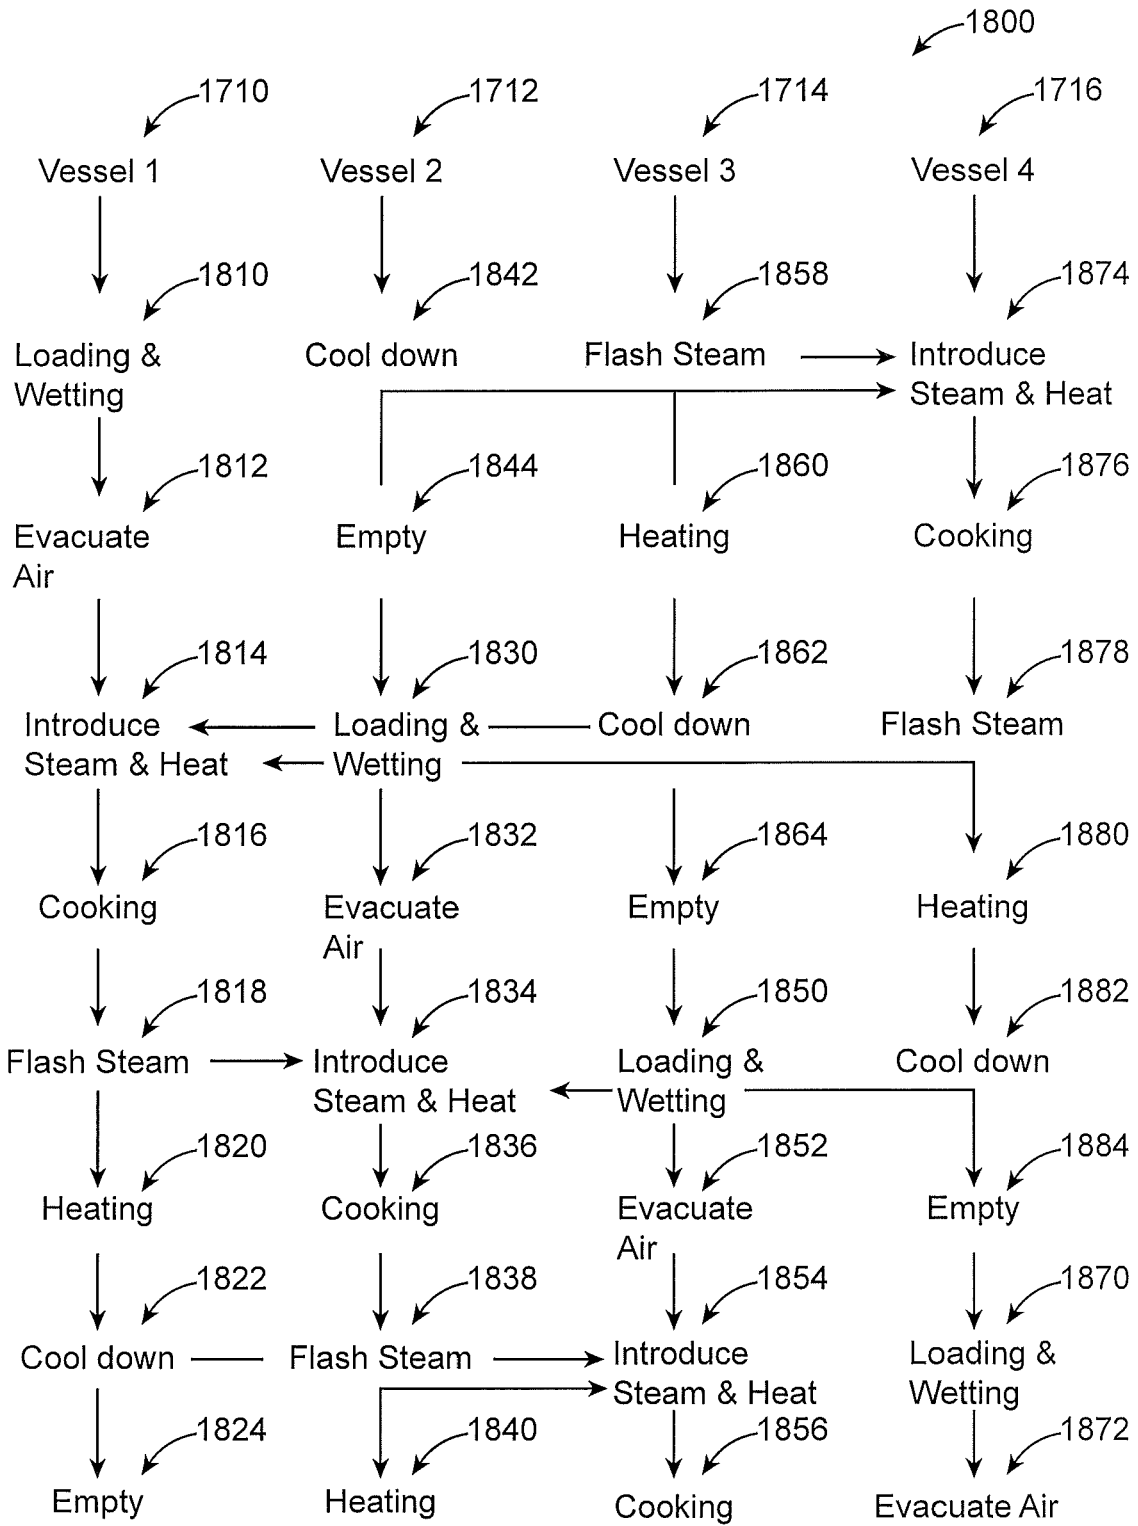 1800
1710 1712 1714 1716
Vessel 1 Vessel 2 Vessel 3 Vessel 4
1810 1842 1858 1874
Loading & Cool down Flash Steam Introduce
Wetting Steam & Heat
1812 1844 1860 1876
Evacuate Empty Heating Cooking
Air
1814 1830 1862 1878
Introduce Loading & Cool down Flash Steam
Steam & Heat Wetting
1816 1832 1864 1880
Cooking Evacuate Empty Heating
Air
1818 1834 1850 1882
Flash Steam Introduce Loading & Cool down
Steam & Heat Wetting
1820 1836 1852 1884
Heating Cooking Evacuate Empty
Air
1822 1838 1854 1870
Cool down Flash Steam Introduce Loading &
Steam & Heat Wetting
1824 1840 1856 1872
Empty Heating Cooking Evacuate Air